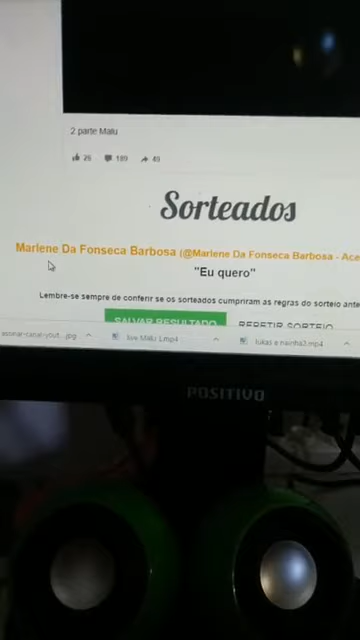 2 parte Malu
26 189 49
Sorteados
Marlene Da Fonseca Barbosa (@Marlene Da Fonseca Barbosa - Ace
"Eu quero"
Lembre-se sempre de conferir se os sorteados cumpriram as regras do sorteio ante
SALVAR RESULTADO REPETIR SORTEIO
.jpg live Malu 1.mp4 lukas e nainha3.mp4
POSITIVO